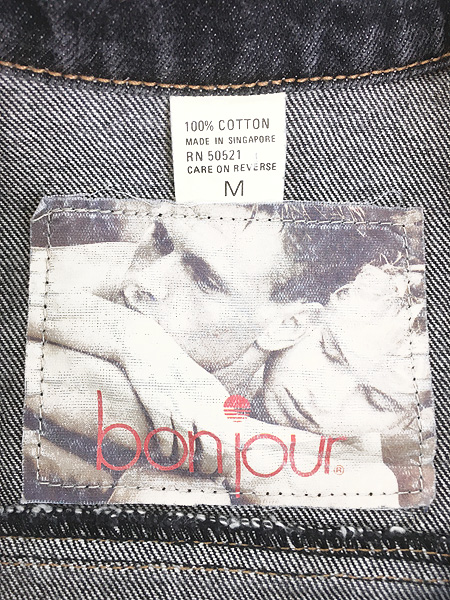 100% COTTON
MADE IN SINGAPORE
RN 50521
CARE ON REVERSE
M
bonjour®